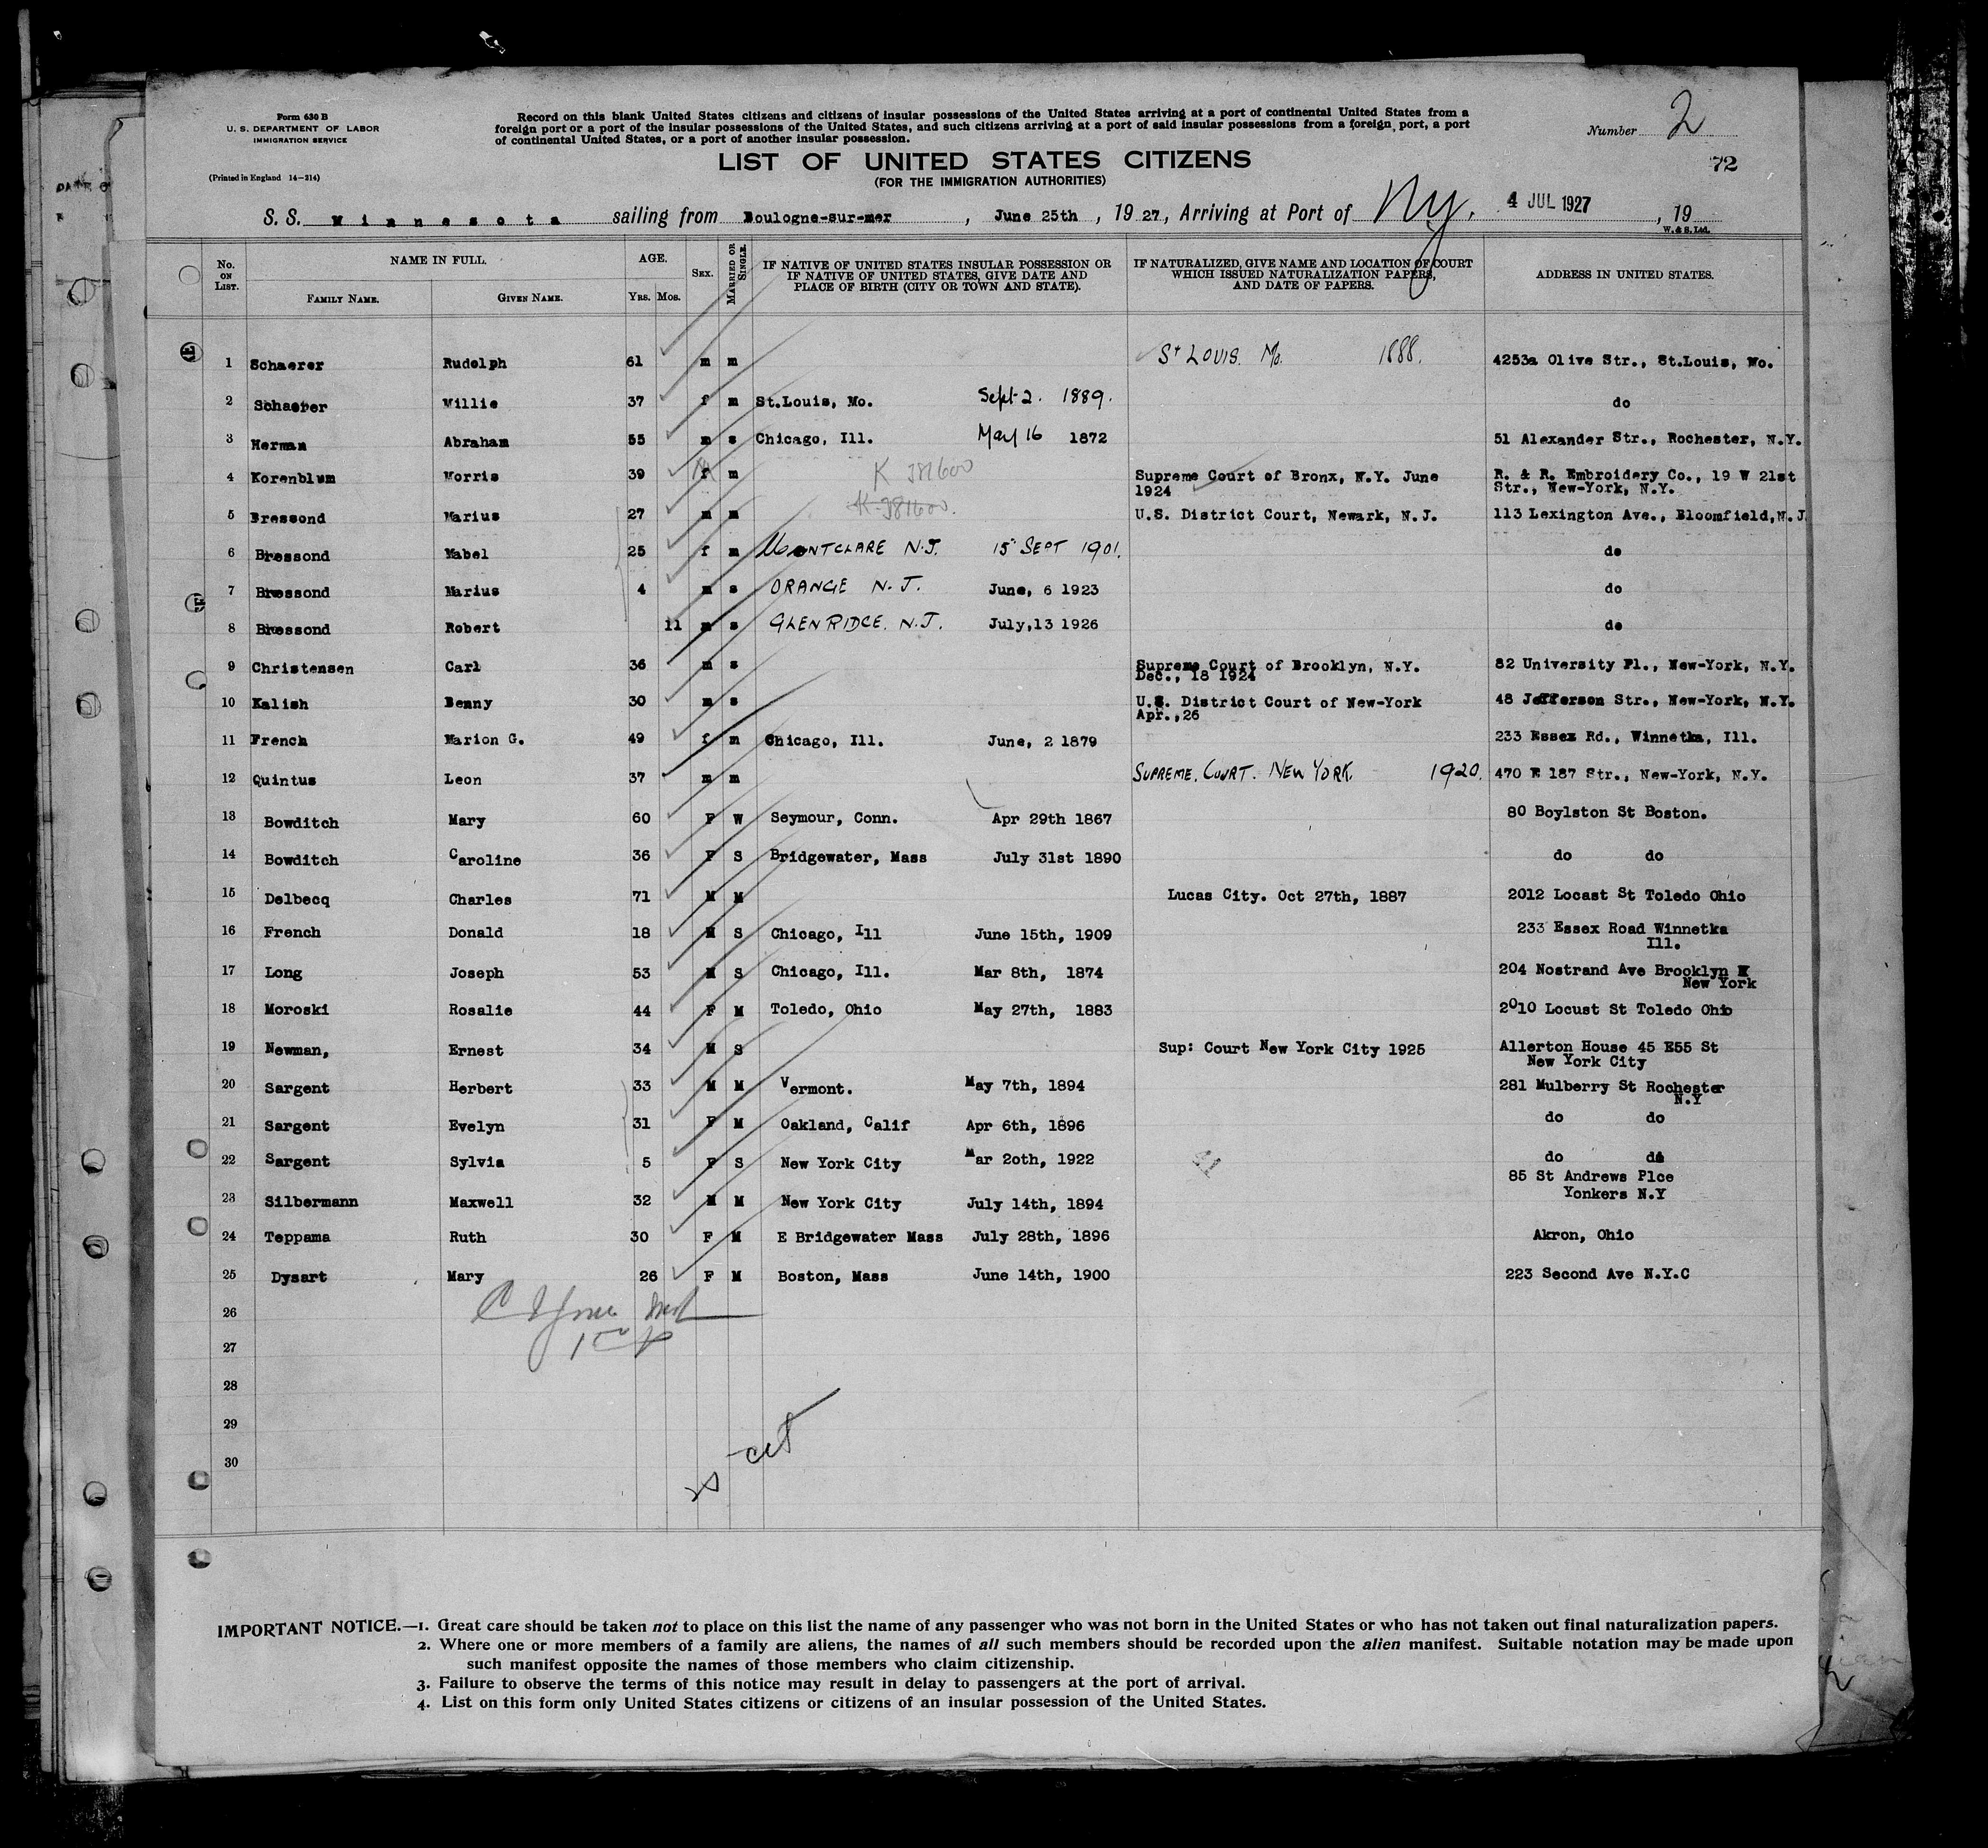 Form 630 B
U. S. DEPARTMENT OF LABOR
IMMIGRATION SERVICE
(Printed in England 14—214)
Record on this blank United States citizens and citizens of insular possessions of the United States arriving at a port of continental United States from a
foreign port or a port of the insular possessions of the United States, and such citizens arriving at a port of said insular possessions from a foreign port, a port
of continental United States, or a port of another insular possession.
Number 2
72
LIST OF UNITED STATES CITIZENS
(FOR THE IMMIGRATION AUTHORITIES)
S. S. Minnesota sailing from Boulogne-sur-mer, June 25th, 1927, Arriving at Port of Ny. 4 JUL 1927, 19
W. & S. Ltd.
No. ON LIST. NAME IN FULL. FAMILY NAME. GIVEN NAME. AGE. YRS. MOS. SEX. MARRIED OR SINGLE. IF NATIVE OF UNITED STATES INSULAR POSSESSION OR IF NATIVE OF UNITED STATES, GIVE DATE AND PLACE OF BIRTH (CITY OR TOWN AND STATE). IF NATURALIZED, GIVE NAME AND LOCATION OF COURT WHICH ISSUED NATURALIZATION PAPERS, AND DATE OF PAPERS. ADDRESS IN UNITED STATES.
1 Schaerer Rudolph 61 m m St LOUIS. Mo. 1888. 4253a Olive Str., St.Louis, Mo.
2 Schaerer Millie 37 f m St.Louis, Mo. Sept 2. 1889. do
3 Herman Abraham 55 m s Chicago, Ill. May 16 1872 51 Alexander Str., Rochester, N.Y.
4 Korenblum Morris 39 f m K 381600 Supreme Court of Bronx, N.Y. June R. & R. Embroidery Co., 19 W 21st
1924 Str., New-York, N.Y.
K-381600.
5 Bressond Marius 27 m m U.S. District Court, Newark, N.J. 113 Lexington Ave., Bloomfield, N.J
6 Bressond Mabel 25 f m MONTCLARE N.J. 15 SEPT 1901. do
7 Bressond Marius 4 m s ORANGE N.J. June, 6 1923 do
8 Bressond Robert 11 m s GLEN RIDGE. N.J. July,13 1926 do
9 Christensen Carl 36 m s Supreme Court of Brooklyn, N.Y. 82 University Pl., New-York, N.Y.
Dec., 18 1924
10 Kalish Benny 30 m s U.S. District Court of New-York 48 Jefferson Str., New-York, N.Y.
Apr.,26
11 French Marion G. 49 f m Chicago, Ill. June, 2 1879 233 Essex Rd., Winnetka, Ill.
12 Quintus Leon 37 m m SUPREME. COURT. NEW YORK. 1920. 470 E 187 Str., New-York, N.Y.
13 Bowditch Mary 60 F W Seymour, Conn. Apr 29th 1867 80 Boylston St Boston.
14 Bowditch Caroline 36 F S Bridgewater, Mass July 31st 1890 do do
15 Delbecq Charles 71 M M Lucas City. Oct 27th, 1887 2012 Locast St Toledo Ohio
16 French Donald 18 M S Chicago, Ill June 15th, 1909 233 Essex Road Winnetka
Ill.
17 Long Joseph 53 M S Chicago, Ill. Mar 8th, 1874 204 Nostrand Ave Brooklyn
New York
18 Moroski Rosalie 44 F M Toledo, Ohio May 27th, 1883 2010 Locust St Toledo Ohio
19 Newman, Ernest 34 M S Sup: Court New York City 1925 Allerton House 45 E55 St
New York City
20 Sargent Herbert 33 M M Vermont. May 7th, 1894 281 Mulberry St Rochester
N.Y
21 Sargent Evelyn 31 F M Oakland, Calif Apr 6th, 1896 do do
22 Sargent Sylvia 5 F S New York City Mar 2oth, 1922 do do
23 Silbermann Maxwell 32 M M New York City July 14th, 1894 85 St Andrews Plce
Yonkers N.Y
24 Teppama Ruth 30 F M E Bridgewater Mass July 28th, 1896 Akron, Ohio
25 Dysart Mary 26 F M Boston, Mass June 14th, 1900 223 Second Ave N.Y.C
26
27
28
29
30
IMPORTANT NOTICE.—1. Great care should be taken not to place on this list the name of any passenger who was not born in the United States or who has not taken out final naturalization papers.
2. Where one or more members of a family are aliens, the names of all such members should be recorded upon the alien manifest. Suitable notation may be made upon
such manifest opposite the names of those members who claim citizenship.
3. Failure to observe the terms of this notice may result in delay to passengers at the port of arrival.
4. List on this form only United States citizens or citizens of an insular possession of the United States.